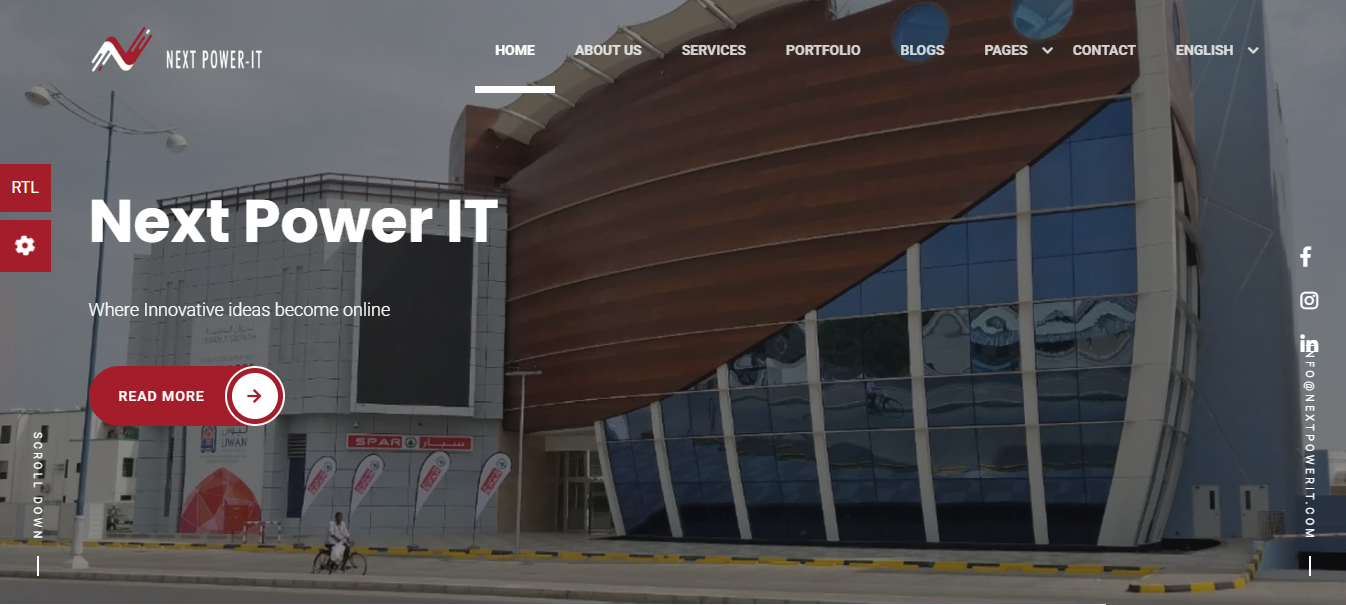 NEXT POWER-IT
HOME
ABOUT US
SERVICES
PORTFOLIO
BLOGS
PAGES
CONTACT
ENGLISH
RTL
Next Power IT
Where Innovative ideas become online
READ MORE
SPAR سبار
SCROLL DOWN
INFO@NEXTPOWERIT.COM